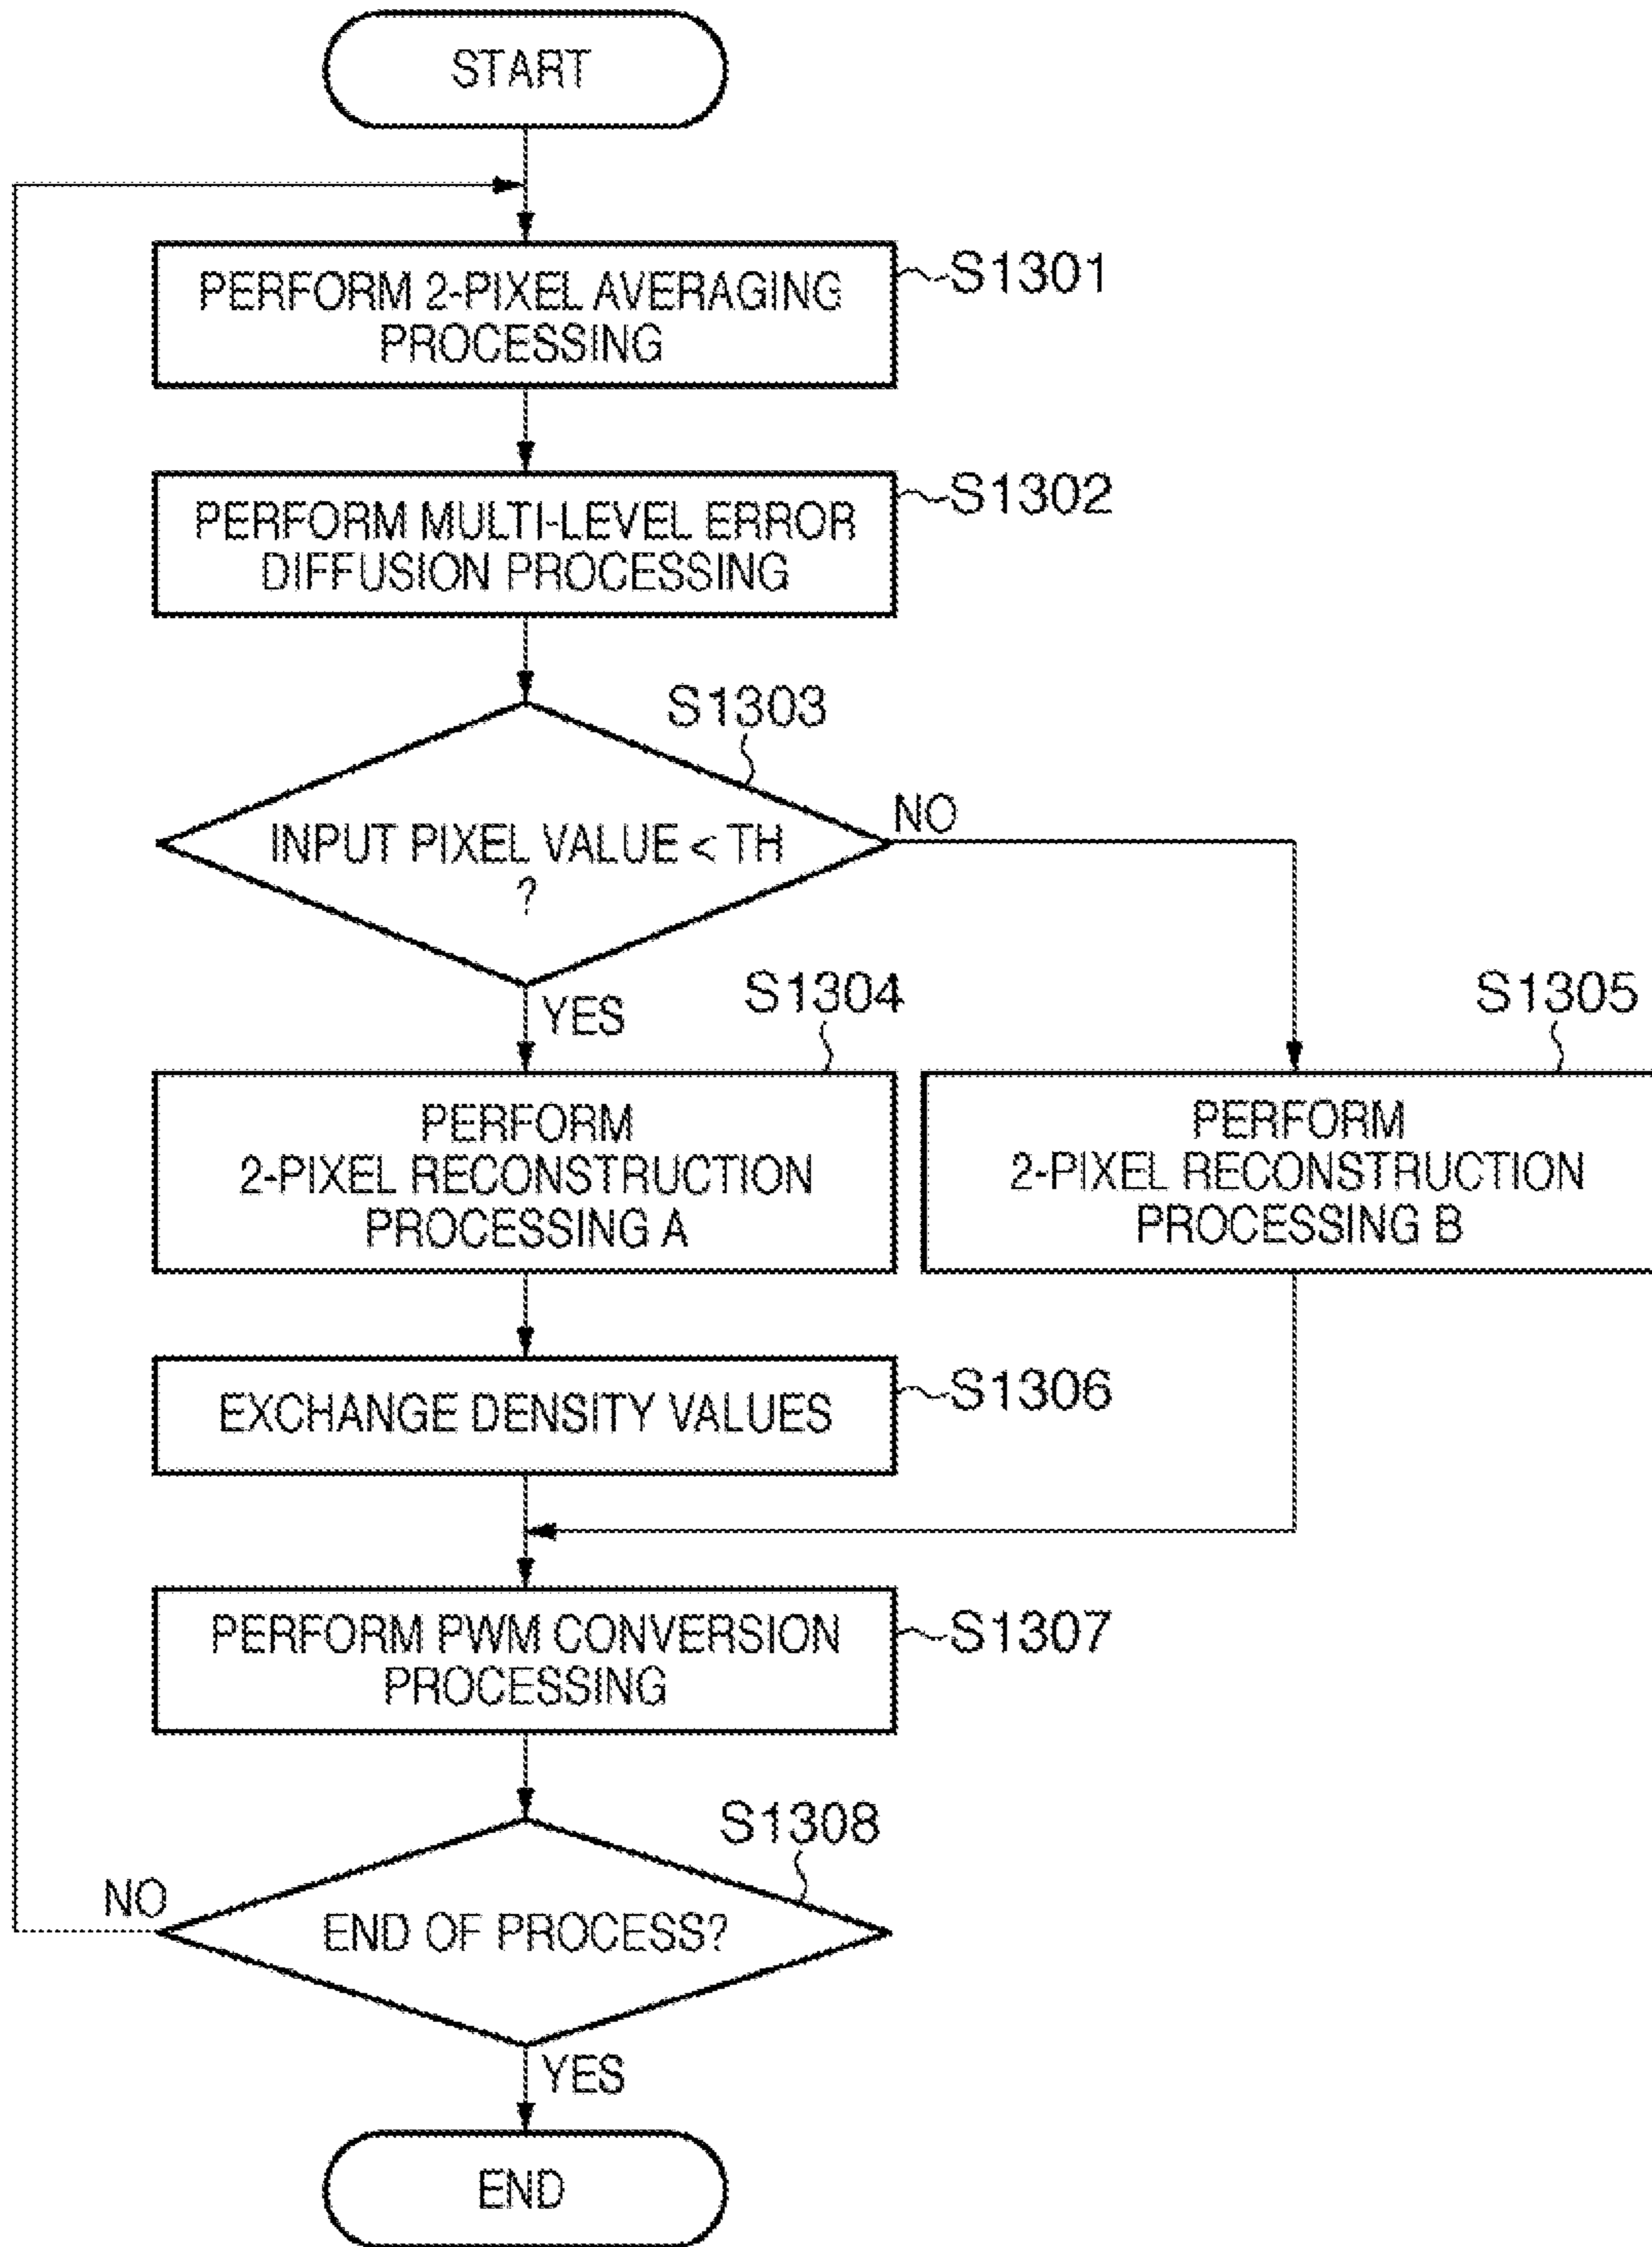 START
PERFORM 2-PIXEL AVERAGING
PROCESSING
S1301
PERFORM MULTI-LEVEL ERROR
DIFFUSION PROCESSING
S1302
S1303
INPUT PIXEL VALUE < TH
?
NO
YES
S1304
PERFORM
2-PIXEL RECONSTRUCTION
PROCESSING A
S1305
PERFORM
2-PIXEL RECONSTRUCTION
PROCESSING B
EXCHANGE DENSITY VALUES
S1306
PERFORM PWM CONVERSION
PROCESSING
S1307
S1308
END OF PROCESS?
NO
YES
END